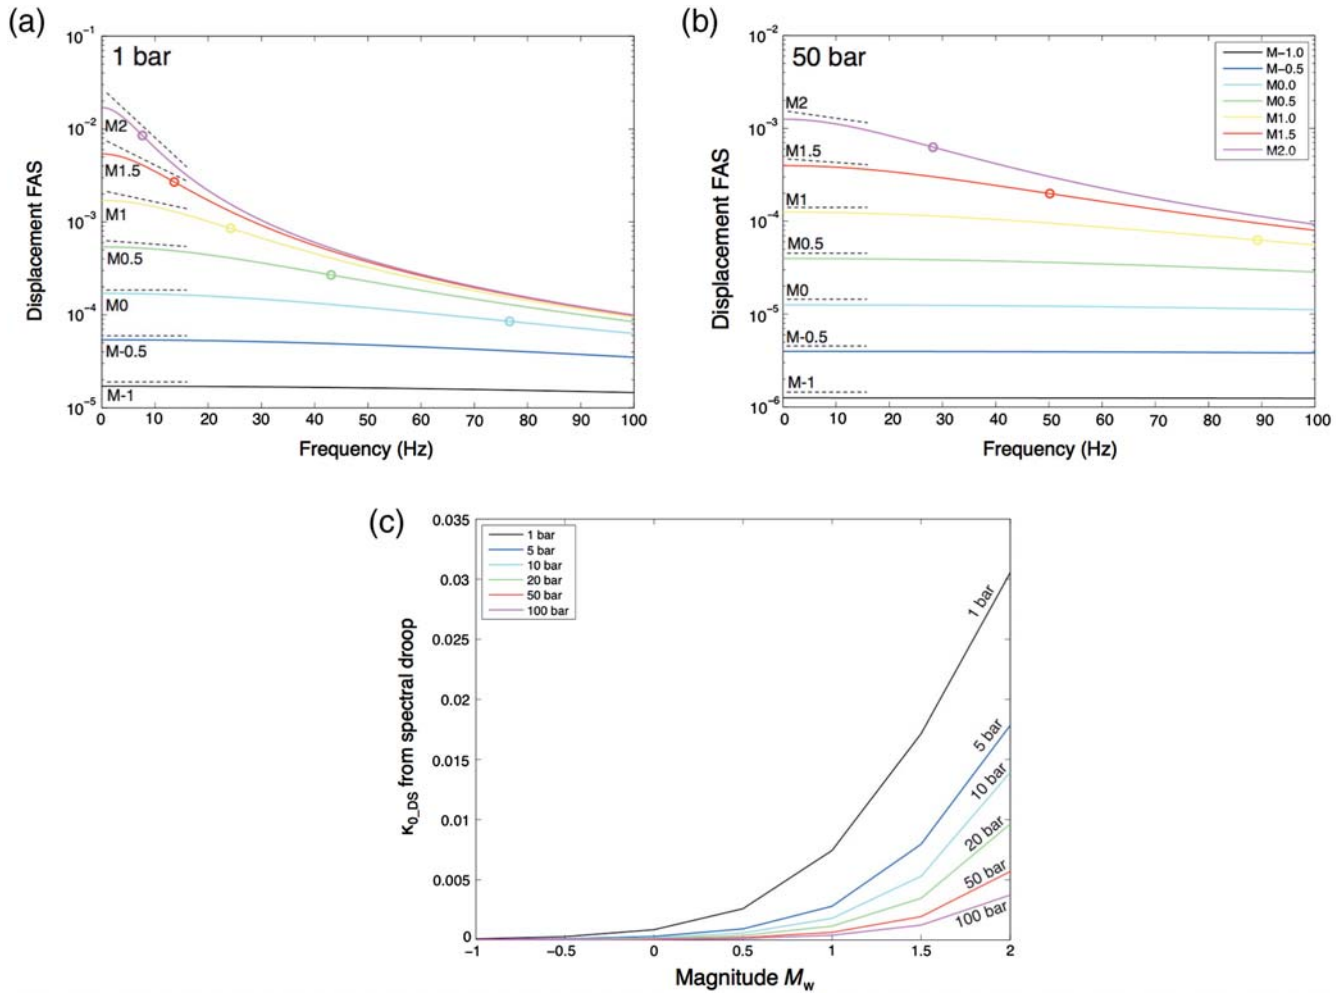 (a)
1 bar
10⁻¹
10⁻²
10⁻³
10⁻⁴
10⁻⁵
Displacement FAS
M2
M1.5
M1
M0.5
M0
M-0.5
M-1
0 10 20 30 40 50 60 70 80 90 100
Frequency (Hz)
(b)
50 bar
10⁻²
10⁻³
10⁻⁴
10⁻⁵
10⁻⁶
Displacement FAS
M-1.0
M-0.5
M0.0
M0.5
M1.0
M1.5
M2.0
M2
M1.5
M1
M0.5
M0
M-0.5
M-1
0 10 20 30 40 50 60 70 80 90 100
Frequency (Hz)
(c)
0.035
0.03
0.025
0.02
0.015
0.01
0.005
0
κ0_DS from spectral droop
1 bar
5 bar
10 bar
20 bar
50 bar
100 bar
1 bar
5 bar
10 bar
20 bar
50 bar
100 bar
-1 -0.5 0 0.5 1 1.5 2
Magnitude Mw